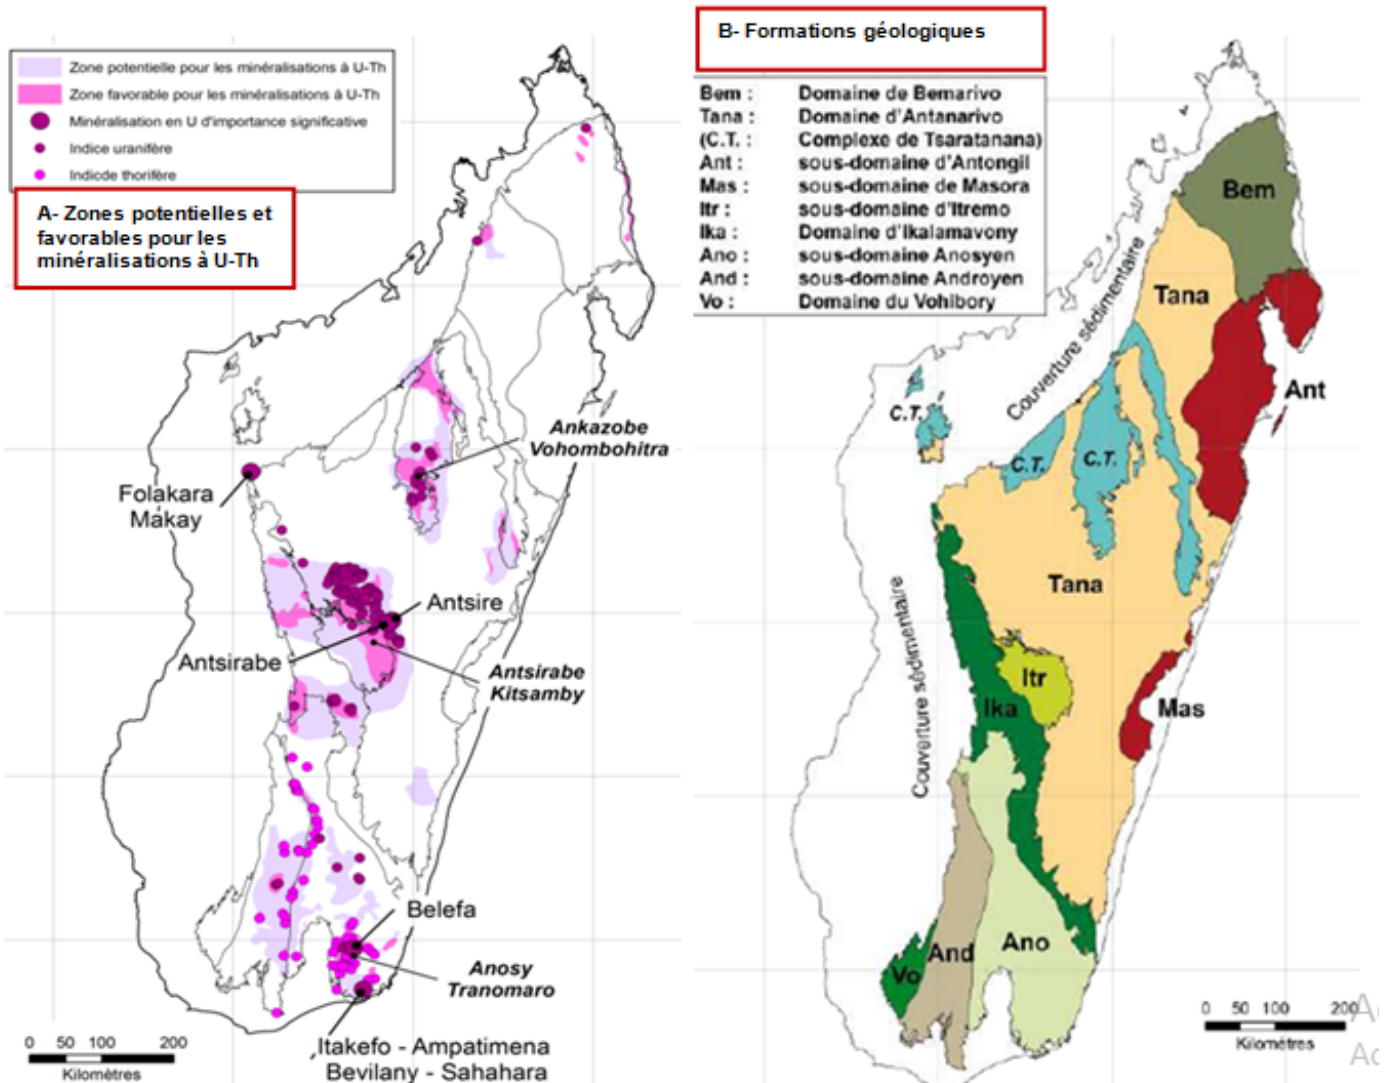 Zone potentielle pour les minéralisations à U-Th
Zone favorable pour les minéralisations à U-Th
Minéralisation en U d'importance significative
Indice uranifère
Indicde thorifère
A- Zones potentielles et
favorables pour les
minéralisations à U-Th
Ankazobe
Vohombohitra
Folakara
Makay
Antsire
Antsirabe
Antsirabe
Kitsamby
Belefa
Anosy
Tranomaro
Itakefo - Ampatimena
Bevilany - Sahahara
0 50 100 200
Kilomètres
B- Formations géologiques
Bem : Domaine de Bemarivo
Tana : Domaine d'Antanarivo
(C.T. : Complexe de Tsaratanana)
Ant : sous-domaine d'Antongil
Mas : sous-domaine de Masora
Itr : sous-domaine d'Itremo
Ika : Domaine d'Ikalamavony
Ano : sous-domaine Anosyen
And : sous-domaine Androyen
Vo : Domaine du Vohibory
Bem
Couverture sédimentaire
Tana
Ant
C.T.
C.T.
C.T.
Tana
Couverture sédimentaire
Itr
Ika
Mas
And
Ano
Vo
0 50 100 200
Kilomètres